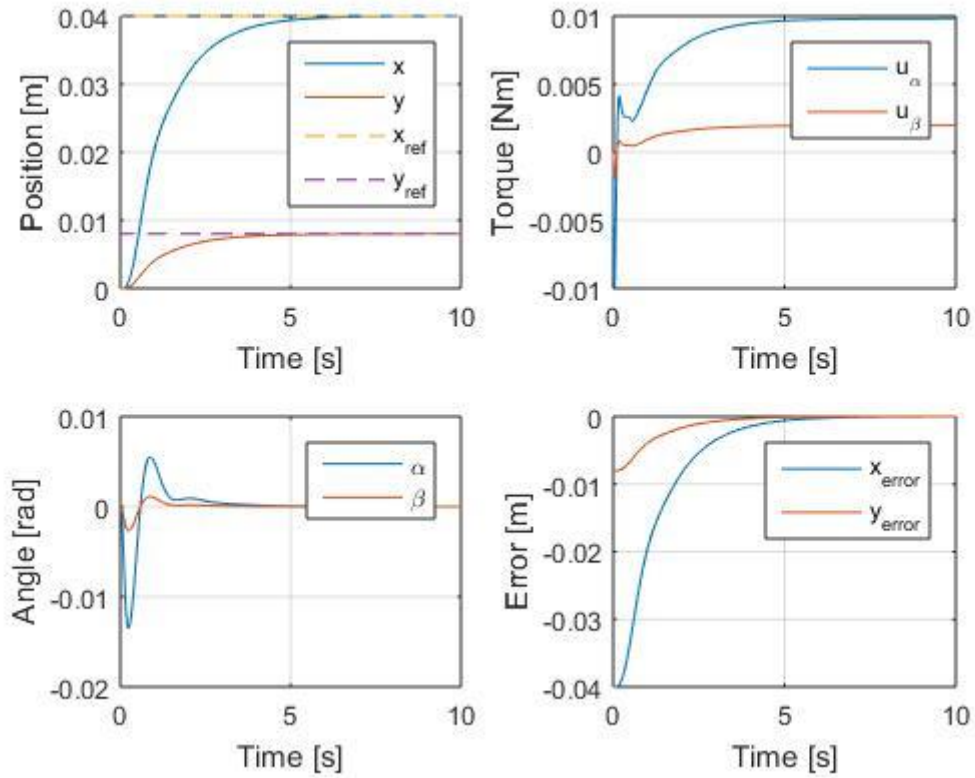 Position [m]
0.04
0.03
0.02
0.01
0
0
5
10
Time [s]
x
y
x_ref
y_ref
Torque [Nm]
0.01
0.005
0
-0.005
-0.01
0
5
10
Time [s]
u_α
u_β
Angle [rad]
0.01
0
-0.01
-0.02
0
5
10
Time [s]
α
β
Error [m]
0
-0.01
-0.02
-0.03
-0.04
0
5
10
Time [s]
x_error
y_error